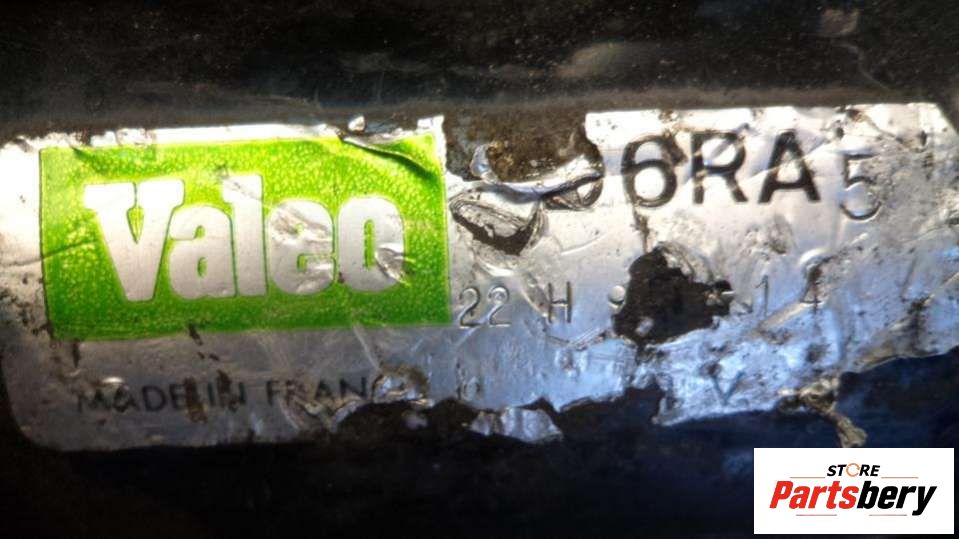 Valeo
6RA5
22 H
MADE IN FRANC
V
STORE
Partsbery